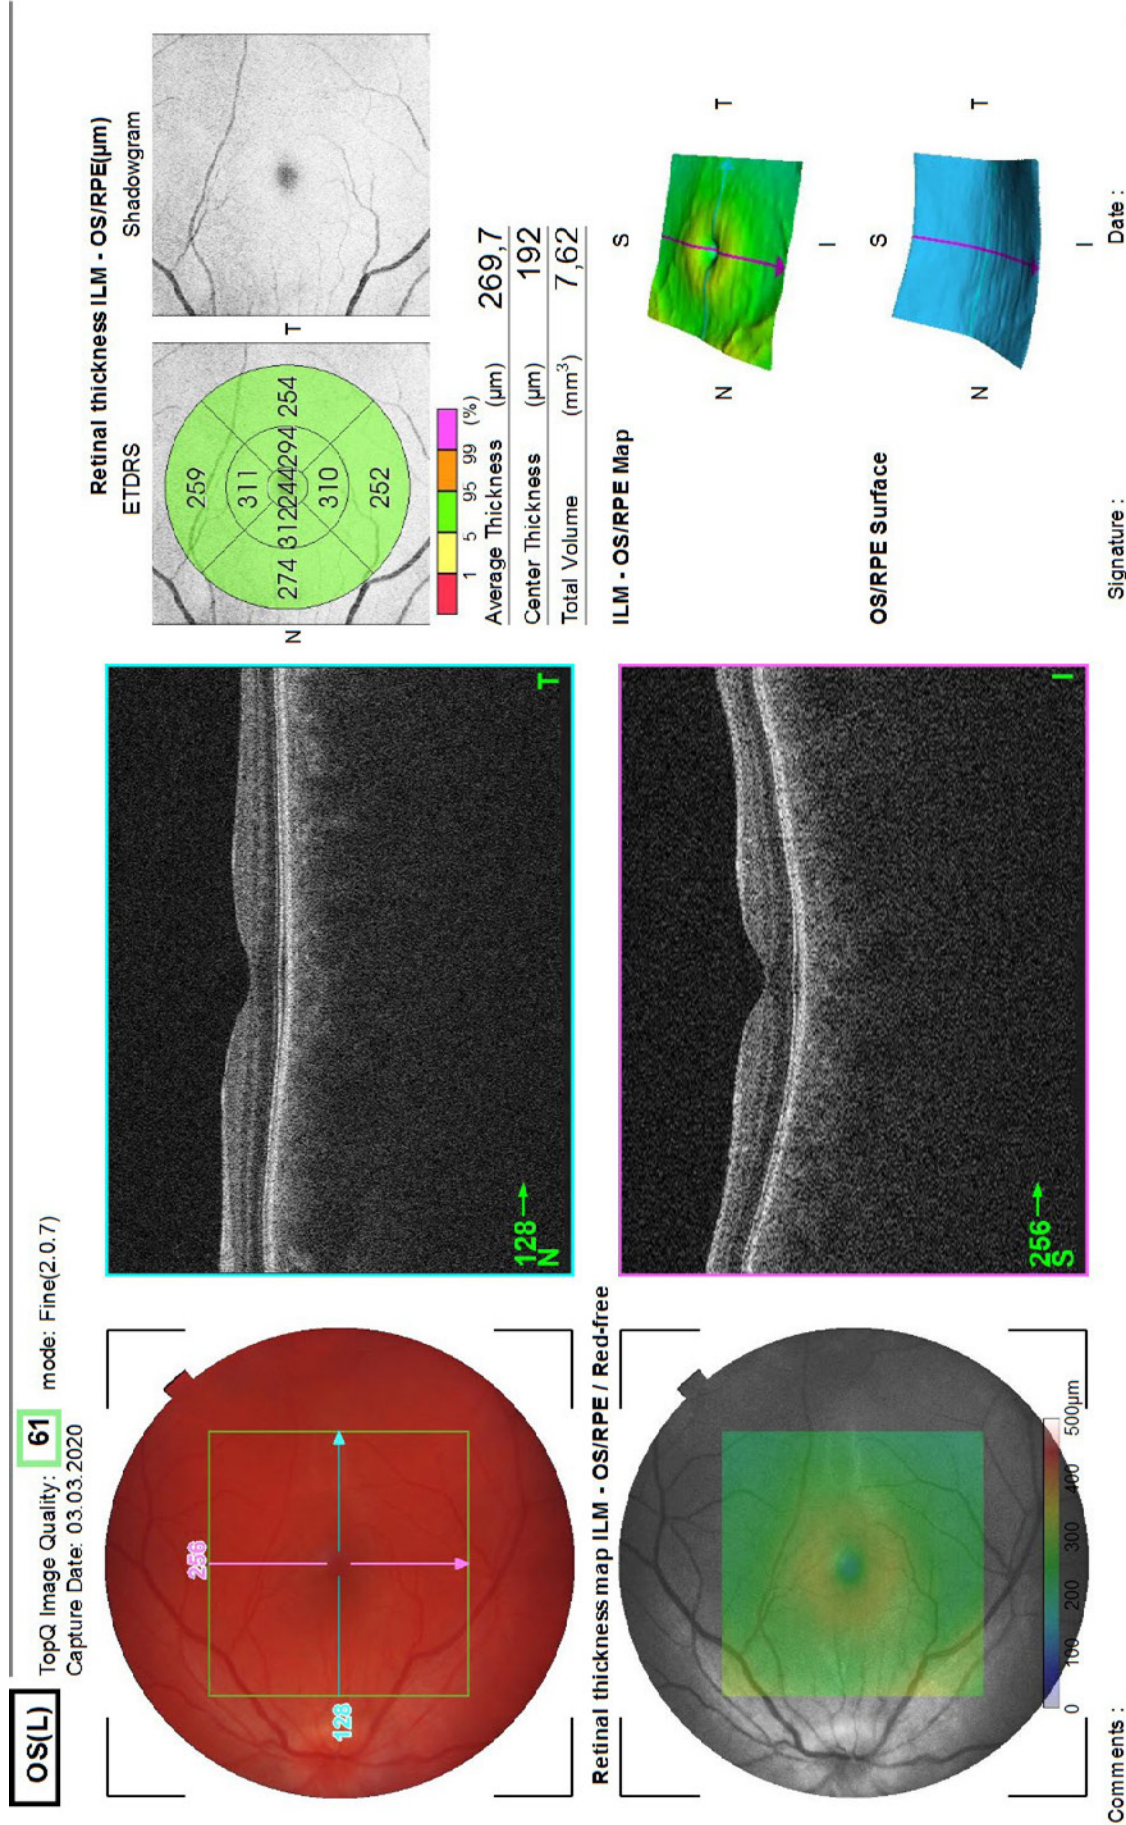 OS(L)
TopQ Image Quality: 61 mode: Fine(2.0.7)
Capture Date: 03.03.2020
256
128
128
N
T
Retinal thickness ILM - OS/RPE(µm)
ETDRS
Shadowgram
259
311
274 312 244 294 254
310
252
N
T
1 5 95 99 (%)
Average Thickness (µm) 269,7
Center Thickness (µm) 192
Total Volume (mm³) 7,62
Retinal thickness map ILM - OS/RPE / Red-free
0 100 200 300 400 500µm
256
S
I
ILM - OS/RPE Map
S
N
T
I
OS/RPE Surface
S
N
T
I
Comments :
Signature :
Date :